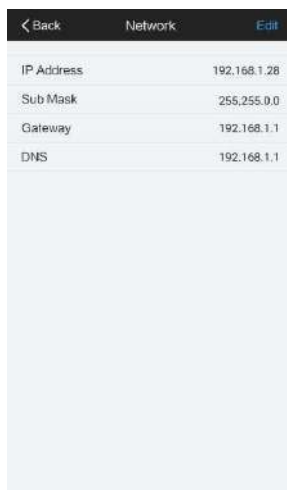 Back Network Edit
IP Address 192.168.1.28
Sub Mask 255.255.0.0
Gateway 192.168.1.1
DNS 192.168.1.1